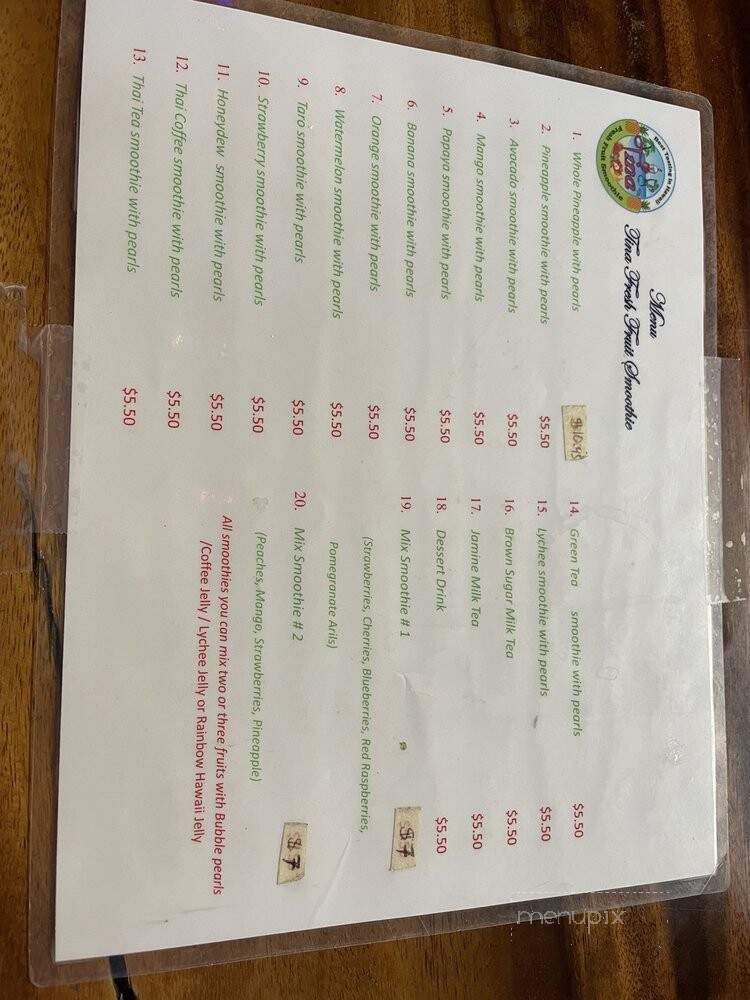 Best Tasting in Hawaii
Tina
Fresh Fruit Smoothie
Menu
Tina Fresh Fruit Smoothie
1. Whole Pineapple with pearls $10.95
2. Pineapple smoothie with pearls $5.50
3. Avocado smoothie with pearls $5.50
4. Mango smoothie with pearls $5.50
5. Papaya smoothie with pearls $5.50
6. Banana smoothie with pearls $5.50
7. Orange smoothie with pearls $5.50
8. Watermelon smoothie with pearls $5.50
9. Taro smoothie with pearls $5.50
10. Strawberry smoothie with pearls $5.50
11. Honeydew smoothie with pearls $5.50
12. Thai Coffee smoothie with pearls $5.50
13. Thai Tea smoothie with pearls $5.50
14. Green Tea smoothie with pearls $5.50
15. Lychee smoothie with pearls $5.50
16. Brown Sugar Milk Tea $5.50
17. Jamine Milk Tea $5.50
18. Dessert Drink $5.50
19. Mix Smoothie # 1 $7
(Strawberries, Cherries, Blueberries, Red Raspberries,
Pomegranate Arils)
20. Mix Smoothie # 2 $7
(Peaches, Mango, Strawberries, Pineapple)
All smoothies you can mix two or three fruits with Bubble pearls
/Coffee Jelly / Lychee Jelly or Rainbow Hawaii Jelly
menupix